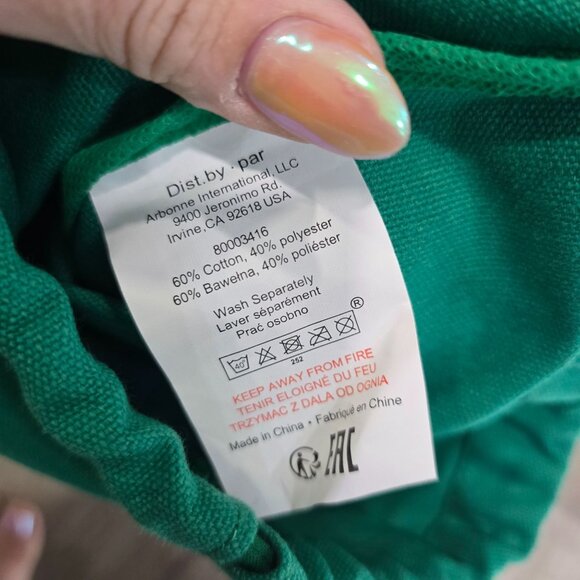 Dist.by · par
Arbonne International, LLC
9400 Jeronimo Rd.
Irvine, CA 92618 USA
80003416
60% Cotton, 40% polyester
60% Bawełna, 40% poliéster
Wash Separately
Laver séparément
Prać osobno
®
40°
252
KEEP AWAY FROM FIRE
TENIR ELOIGNÉ DU FEU
TRZYMAC Z DALA OD OGNIA
Made in China • Fabriqué en Chine
EAC